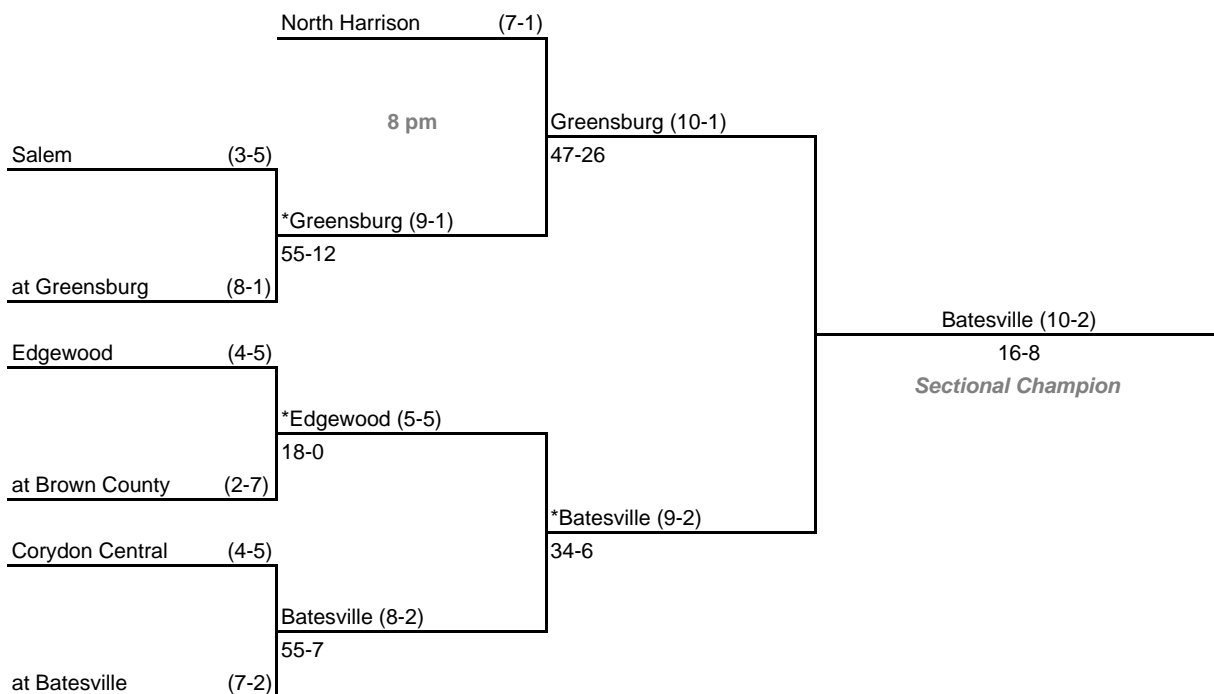 North Harrison (7-1)
8 pm
Greensburg (10-1)
47-26
Salem (3-5)
*Greensburg (9-1)
55-12
at Greensburg (8-1)
Batesville (10-2)
16-8
Sectional Champion
Edgewood (4-5)
*Edgewood (5-5)
18-0
at Brown County (2-7)
*Batesville (9-2)
34-6
Corydon Central (4-5)
Batesville (8-2)
55-7
at Batesville (7-2)